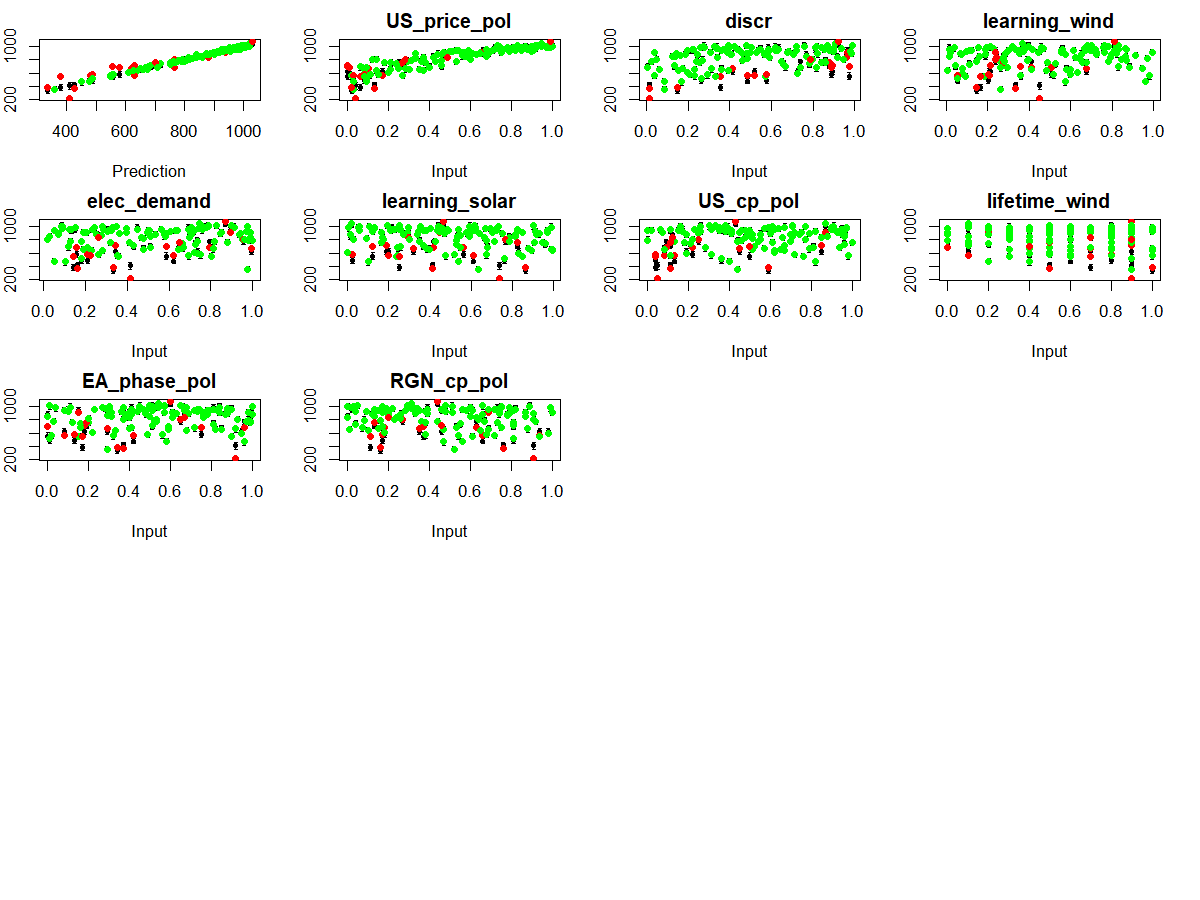 US_price_pol discr learning_wind
1000 1000 1000 1000
200 200 200 200
400 600 800 1000 0.0 0.2 0.4 0.6 0.8 1.0 0.0 0.2 0.4 0.6 0.8 1.0 0.0 0.2 0.4 0.6 0.8 1.0
Prediction Input Input Input
elec_demand learning_solar US_cp_pol lifetime_wind
1000 1000 1000 1000
200 200 200 200
0.0 0.2 0.4 0.6 0.8 1.0 0.0 0.2 0.4 0.6 0.8 1.0 0.0 0.2 0.4 0.6 0.8 1.0 0.0 0.2 0.4 0.6 0.8 1.0
Input Input Input Input
EA_phase_pol RGN_cp_pol
1000 1000
200 200
0.0 0.2 0.4 0.6 0.8 1.0 0.0 0.2 0.4 0.6 0.8 1.0
Input Input